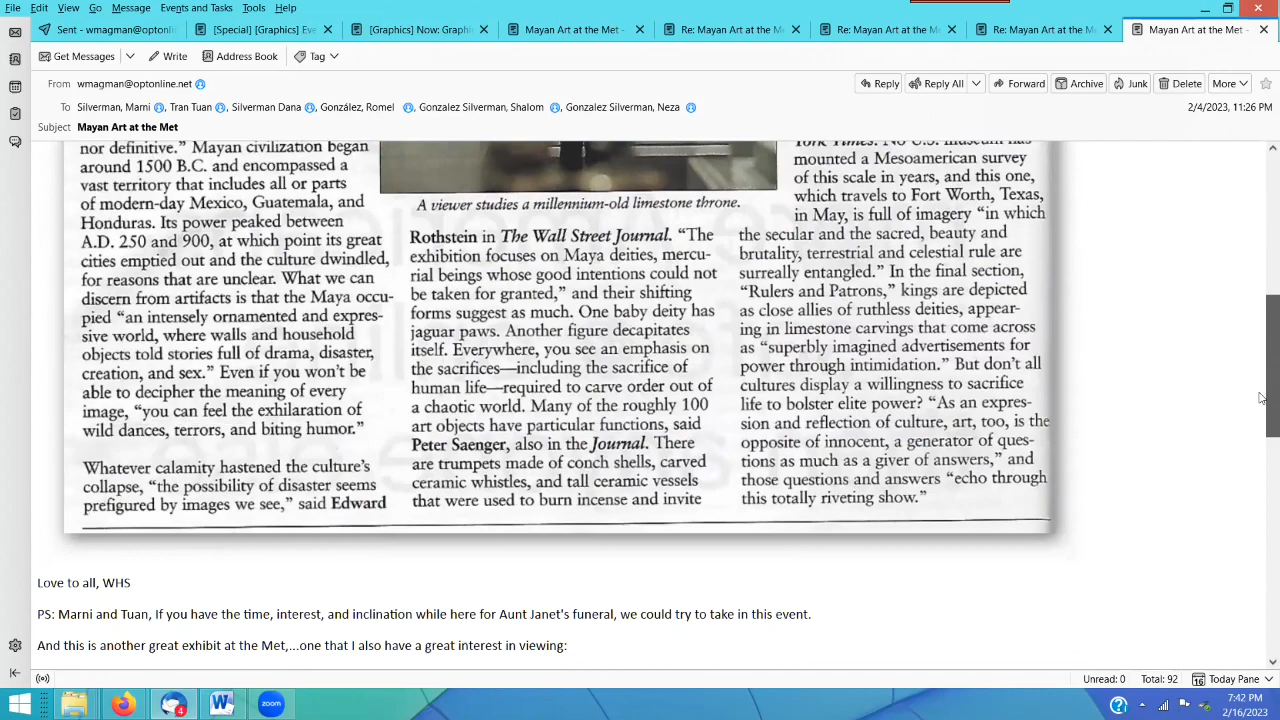 File Edit View Go Message Events and Tasks Tools Help
Sent - wmagman@optonli [Special] [Graphics] Eve [Graphics] Now: Graphi Mayan Art at the Met - Re: Mayan Art at the M Re: Mayan Art at the M Re: Mayan Art at the M Mayan Art at the Met -
Get Messages Write Address Book Tag
From wmagman@optonline.net Reply Reply All Forward Archive Junk Delete More
To Silverman, Marni, Tran Tuan, Silverman Dana, González, Romel, Gonzalez Silverman, Shalom, Gonzalez Silverman, Neza 2/4/2023, 11:26 PM
Subject Mayan Art at the Met
nor definitive.” Mayan civilization began
around 1500 B.C. and encompassed a
vast territory that includes all or parts
of modern-day Mexico, Guatemala, and
Honduras. Its power peaked between
A.D. 250 and 900, at which point its great
cities emptied out and the culture dwindled,
for reasons that are unclear. What we can
discern from artifacts is that the Maya occu-
pied “an intensely ornamented and expres-
sive world, where walls and household
objects told stories full of drama, disaster,
creation, and sex.” Even if you won’t be
able to decipher the meaning of every
image, “you can feel the exhilaration of
wild dances, terrors, and biting humor.”
Whatever calamity hastened the culture’s
collapse, “the possibility of disaster seems
prefigured by images we see,” said Edward
A viewer studies a millennium-old limestone throne.
Rothstein in The Wall Street Journal. “The
exhibition focuses on Maya deities, mercu-
rial beings whose good intentions could not
be taken for granted,” and their shifting
forms suggest as much. One baby deity has
jaguar paws. Another figure decapitates
itself. Everywhere, you see an emphasis on
the sacrifices—including the sacrifice of
human life—required to carve order out of
a chaotic world. Many of the roughly 100
art objects have particular functions, said
Peter Saenger, also in the Journal. There
are trumpets made of conch shells, carved
ceramic whistles, and tall ceramic vessels
that were used to burn incense and invite
York Times. No U.S. museum has
mounted a Mesoamerican survey
of this scale in years, and this one,
which travels to Fort Worth, Texas,
in May, is full of imagery “in which
the secular and the sacred, beauty and
brutality, terrestrial and celestial rule are
surreally entangled.” In the final section,
“Rulers and Patrons,” kings are depicted
as close allies of ruthless deities, appear-
ing in limestone carvings that come across
as “superbly imagined advertisements for
power through intimidation.” But don’t all
cultures display a willingness to sacrifice
life to bolster elite power? “As an expres-
sion and reflection of culture, art, too, is the
opposite of innocent, a generator of ques-
tions as much as a giver of answers,” and
those questions and answers “echo through
this totally riveting show.”
Love to all, WHS
PS: Marni and Tuan, If you have the time, interest, and inclination while here for Aunt Janet's funeral, we could try to take in this event.
And this is another great exhibit at the Met,...one that I also have a great interest in viewing:
Unread: 0 Total: 92 16 Today Pane
4 W zoom 7:42 PM
2/16/2023